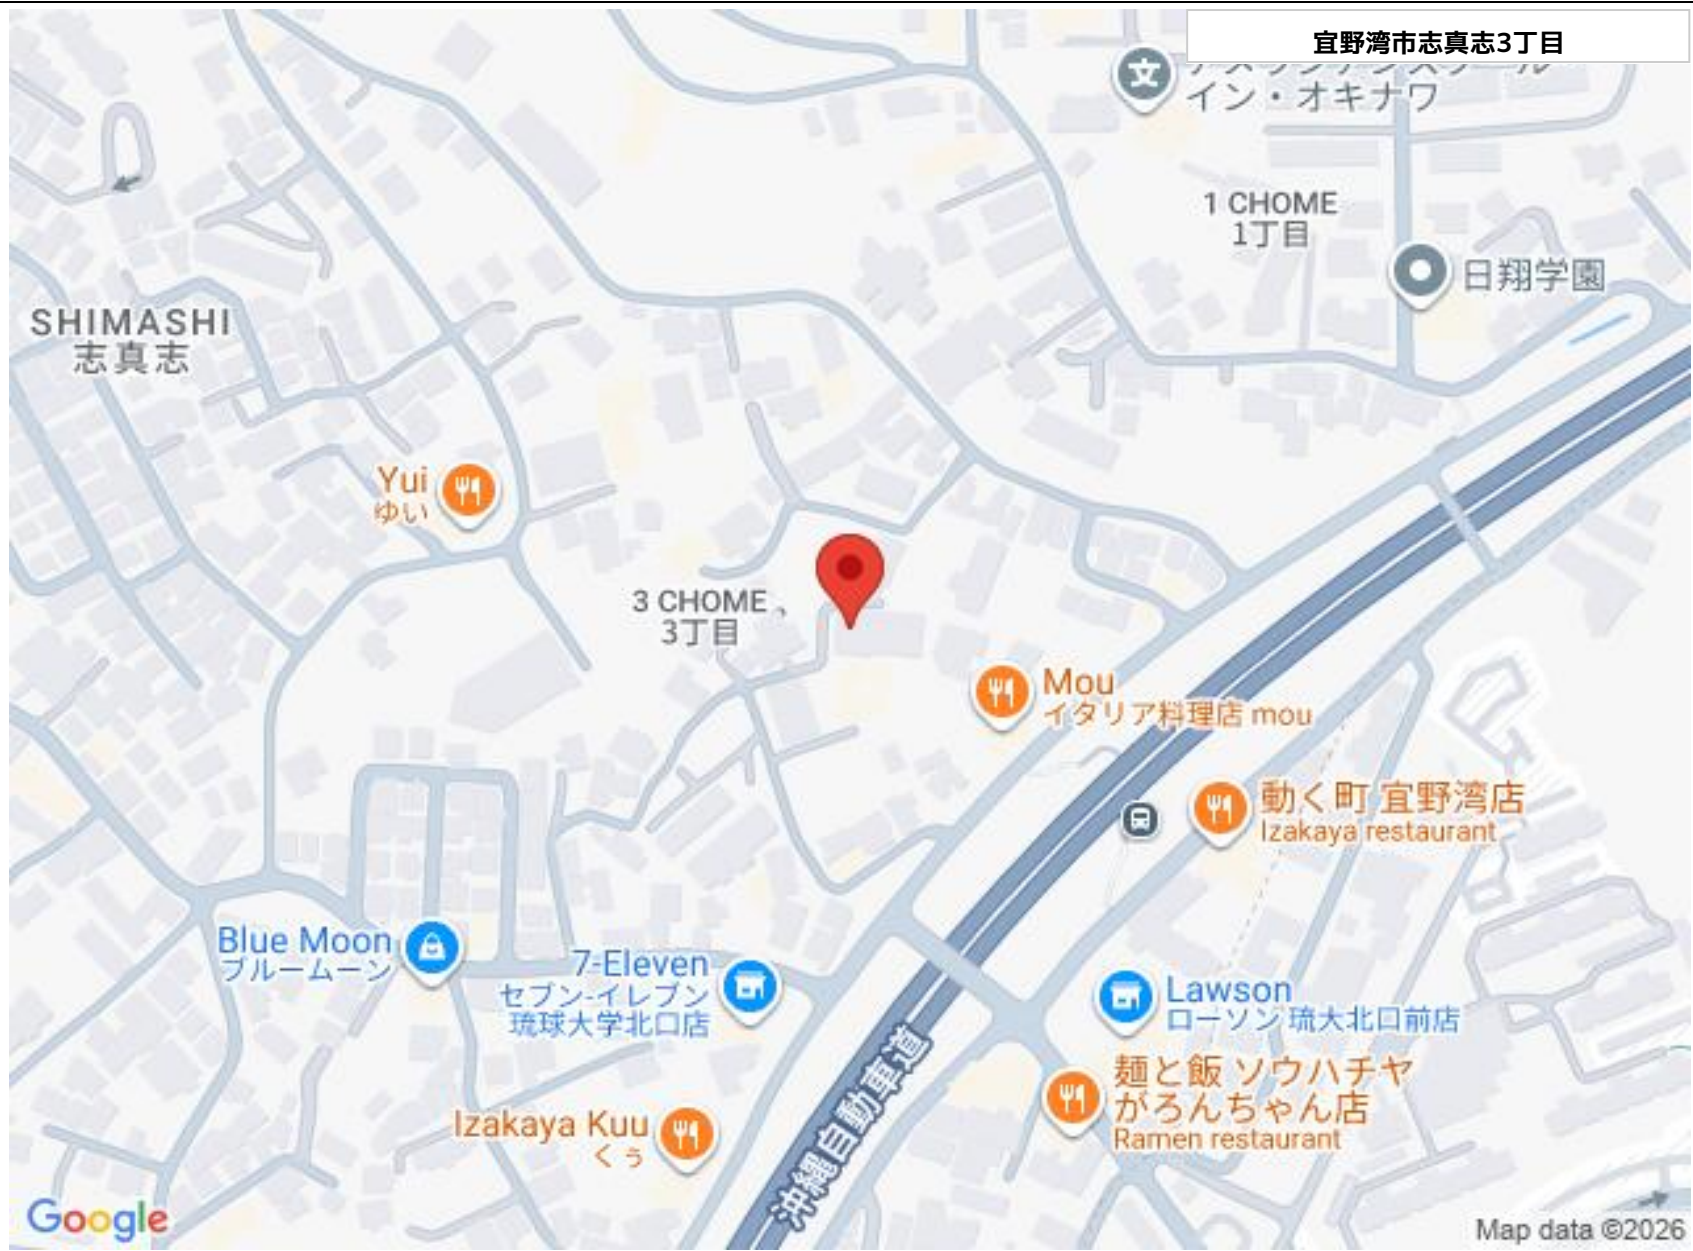 宜野湾市志真志3丁目
イン・オキナワ
1 CHOME
1丁目
日翔学園
SHIMASHI
志真志
Yui
ゆい
3 CHOME
3丁目
Mou
イタリア料理店 mou
動く町 宜野湾店
Izakaya restaurant
Blue Moon
ブルームーン
7-Eleven
セブン-イレブン
琉球大学北口店
Lawson
ローソン 琉大北口前店
麺と飯 ソウハチヤ
がろんちゃん店
Ramen restaurant
Izakaya Kuu
くぅ
沖縄自動車道
Google
Map data ©2026